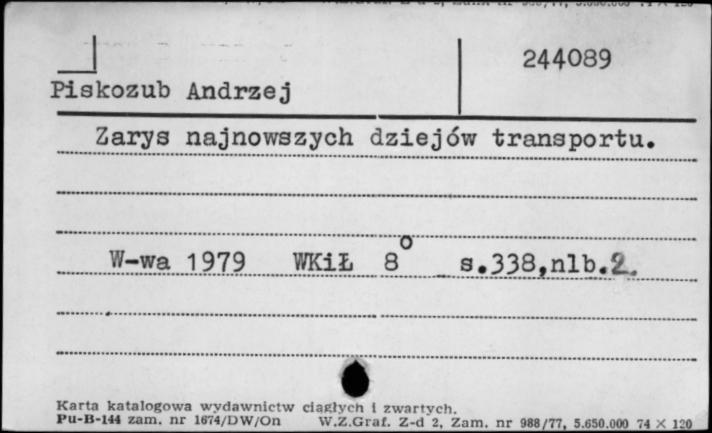 244089
Piskozub Andrzej
Zarys najnowszych dziejów transportu.
W-wa 1979 WKiŁ 8° s.338,nlb.2.
Karta katalogowa wydawnictw ciągłych i zwartych.
Pu-B-144 zam. nr 1674/DW/On W.Z.Graf. Z-d 2, Zam. nr 988/77, 5.650.000 74 X 120